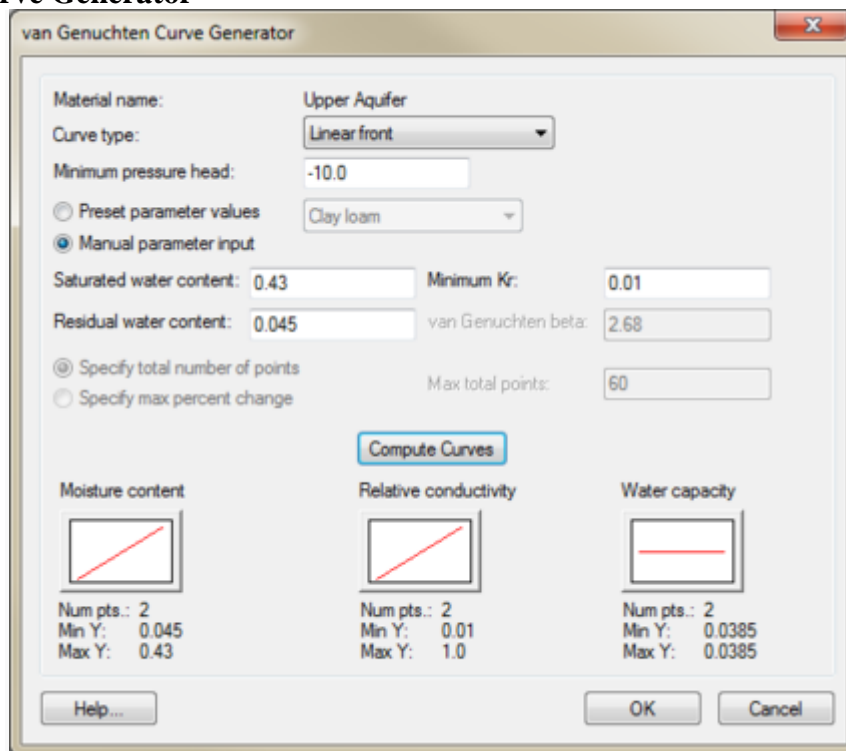 rve Generator
van Genuchten Curve Generator
Material name: Upper Aquifer
Curve type: Linear front
Minimum pressure head: -10.0
Preset parameter values Clay loam
Manual parameter input
Saturated water content: 0.43 Minimum Kr: 0.01
Residual water content: 0.045 van Genuchten beta: 2.68
Specify total number of points
Max total points: 60
Specify max percent change
Compute Curves
Moisture content Relative conductivity Water capacity
Num pts.: 2 Num pts.: 2 Num pts.: 2
Min Y: 0.045 Min Y: 0.01 Min Y: 0.0385
Max Y: 0.43 Max Y: 1.0 Max Y: 0.0385
Help... OK Cancel